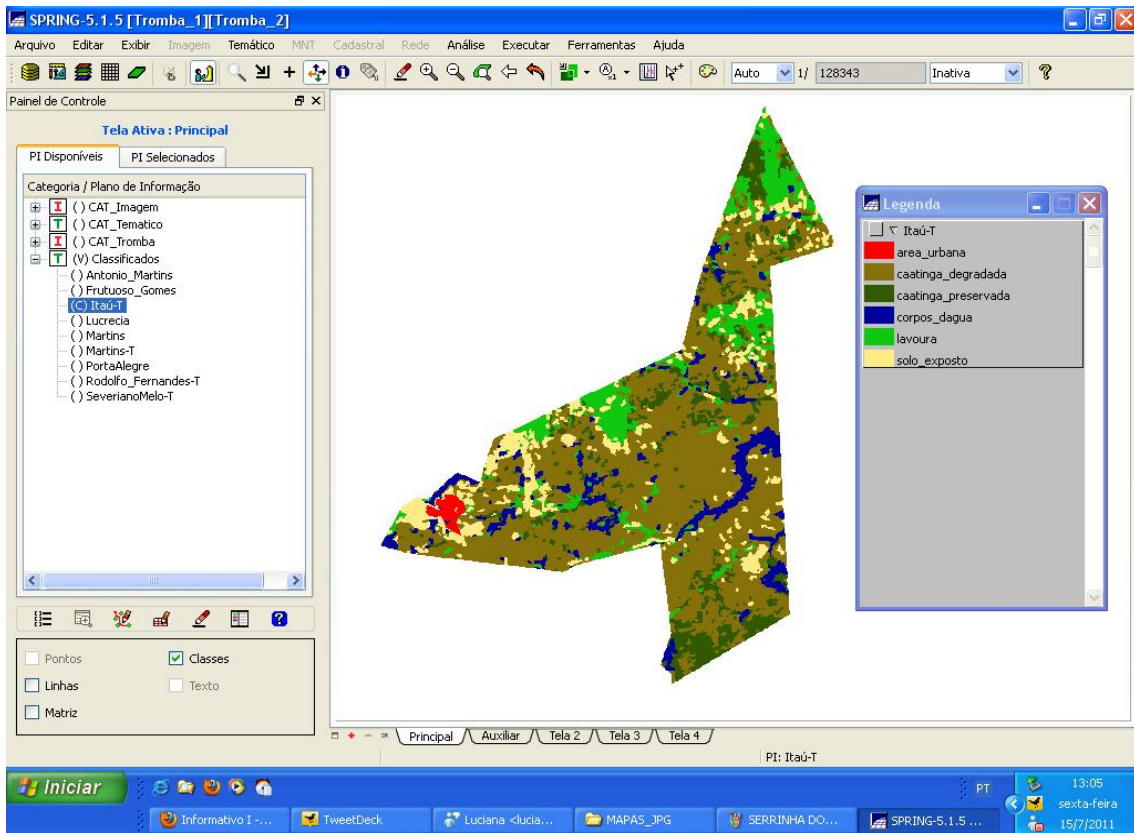 SPRING-5.1.5 [Tromba_1][Tromba_2]
Arquivo Editar Exibir Imagem Temático MNT Cadastral Rede Análise Executar Ferramentas Ajuda
Auto 1/ 128343 Inativa
Painel de Controle
Tela Ativa : Principal
PI Disponíveis PI Selecionados
Categoria / Plano de Informação
I () CAT_Imagem
T () CAT_Tematico
I () CAT_Tromba
T (V) Classificados
() Antonio_Martins
() Frutuoso_Gomes
(C) Itaú-T
() Lucrecia
() Martins
() Martins-T
() PortaAlegre
() Rodolfo_Fernandes-T
() SeverianoMelo-T
Pontos Classes
Linhas Texto
Matriz
Legenda
Itaú-T
area_urbana
caatinga_degradada
caatinga_preservada
corpos_dagua
lavoura
solo_exposto
Principal Auxiliar Tela 2 Tela 3 Tela 4
PI: Itaú-T
Iniciar
PT
13:05
sexta-feira
15/7/2011
Informativo I -... TweetDeck Luciana <lucia... MAPAS_JPG SERRINHA DO... SPRING-5.1.5 ...